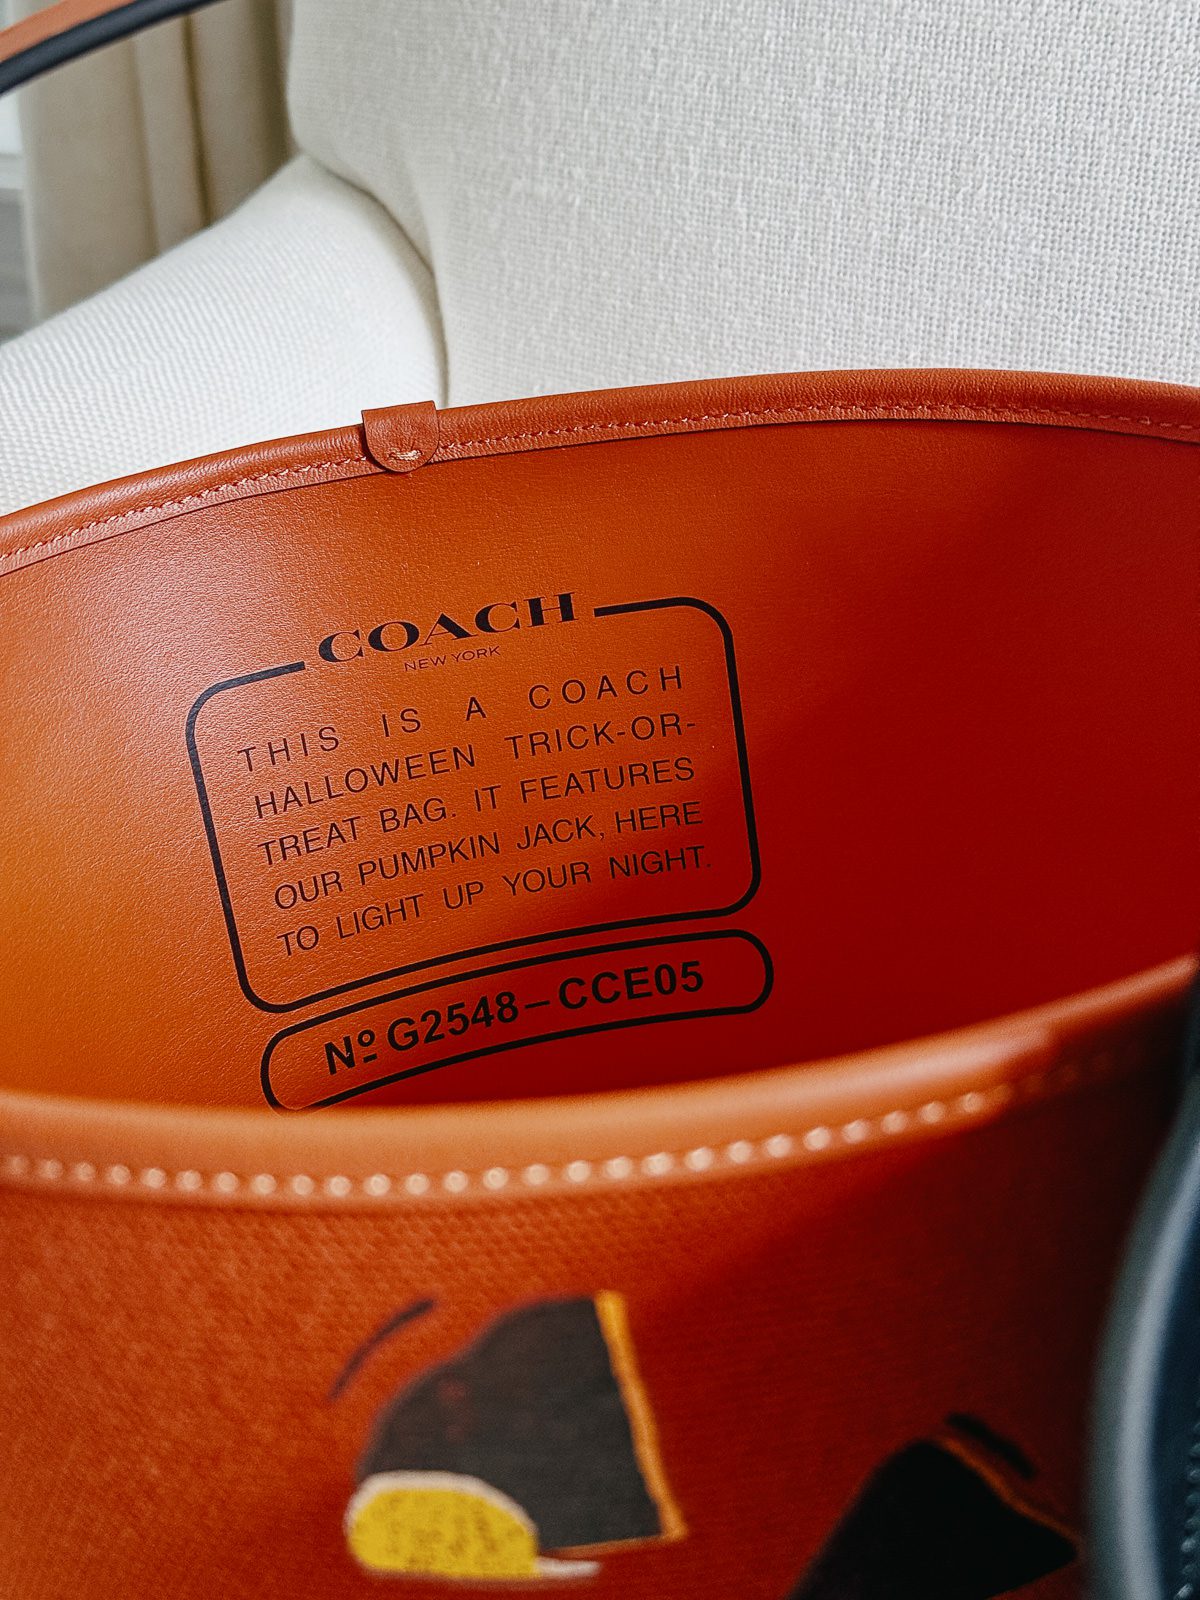 COACH
NEW YORK
THIS IS A COACH
HALLOWEEN TRICK-OR-
TREAT BAG. IT FEATURES
OUR PUMPKIN JACK, HERE
TO LIGHT UP YOUR NIGHT.
Nº G2548–CCE05